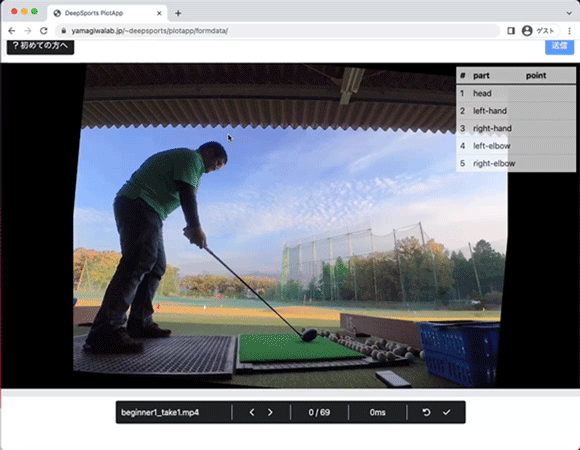 DeepSports PlotApp
yamagiwalab.jp/~deepsports/plotapp/formdata/
ゲスト
? 初めての方へ
送信
# part point
1 head
2 left-hand
3 right-hand
4 left-elbow
5 right-elbow
beginner1_take1.mp4 0 / 69 0ms